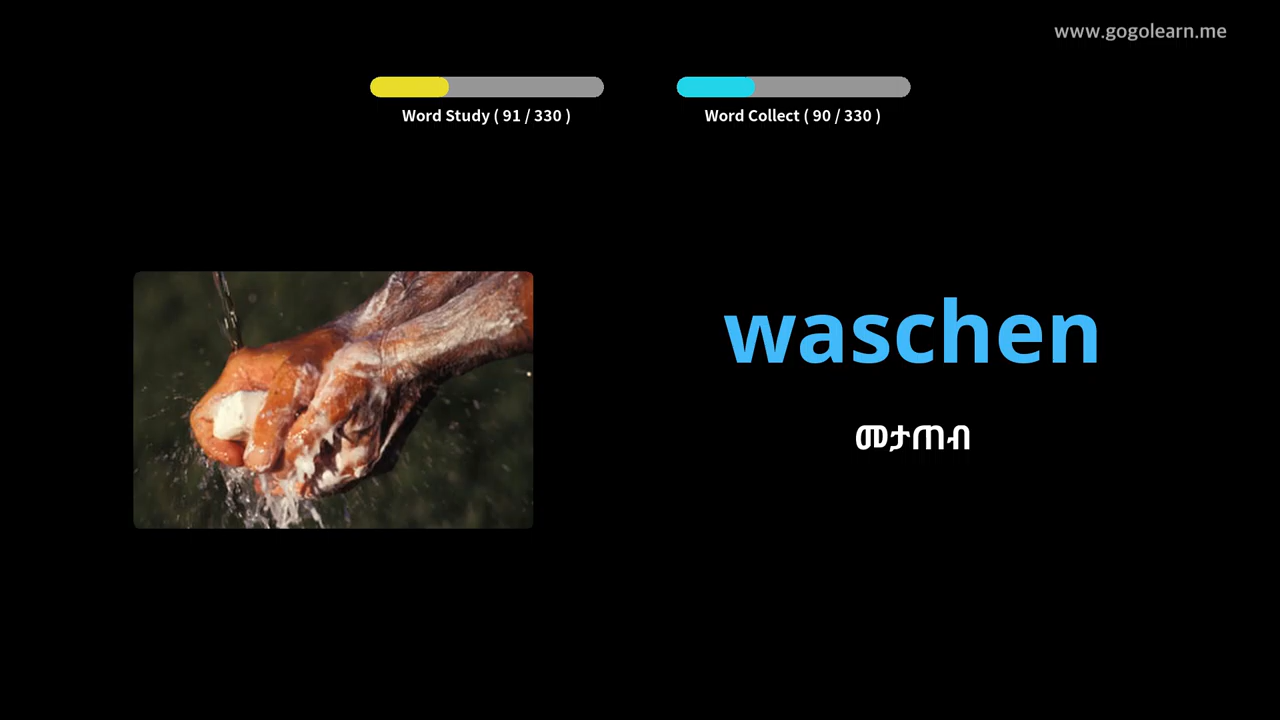 www.gogolearn.me
Word Study ( 91 / 330 )
Word Collect ( 90 / 330 )
waschen
መታጠብ